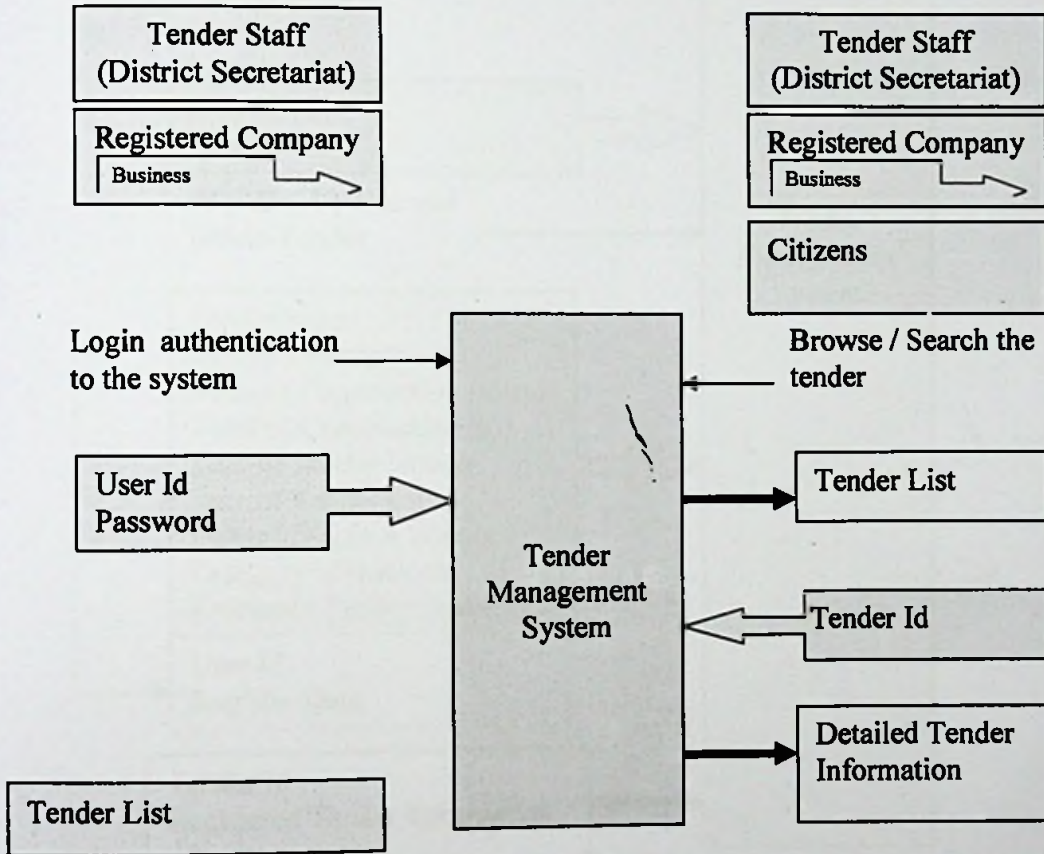 Tender Staff
(District Secretariat)
Registered Company
Business
Login authentication
to the system
User Id
Password
Tender List
Tender
Management
System
Tender Staff
(District Secretariat)
Registered Company
Business
Citizens
Browse / Search the
tender
Tender List
Tender Id
Detailed Tender
Information